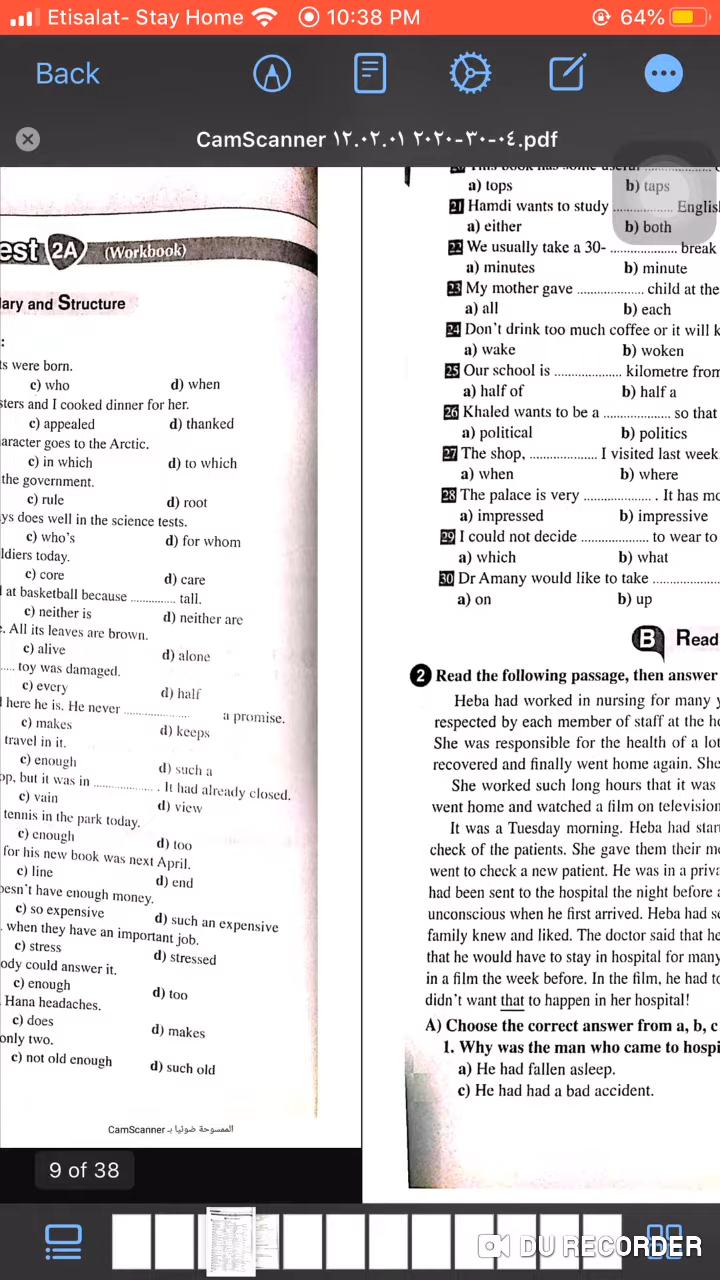 Etisalat- Stay Home 10:38 PM 64%
Back
CamScanner ١٢.٠٢.٠١ ٢٠٢٠-٣٠-٠٤.pdf
est 2A (Workbook)
ary and Structure
:
ts were born.
c) who d) when
sters and I cooked dinner for her.
c) appealed d) thanked
aracter goes to the Arctic.
c) in which d) to which
the government.
c) rule d) root
ys does well in the science tests.
c) who's d) for whom
ldiers today.
c) core d) care
l at basketball because ............. tall.
c) neither is d) neither are
. All its leaves are brown.
c) alive d) alone
..... toy was damaged.
c) every d) half
l here he is. He never ................... a promise.
c) makes d) keeps
travel in it.
c) enough d) such a
op, but it was in .................. . It had already closed.
c) vain d) view
tennis in the park today.
c) enough d) too
for his new book was next April.
c) line d) end
oesn't have enough money.
c) so expensive d) such an expensive
. when they have an important job.
c) stress d) stressed
ody could answer it.
c) enough d) too
. Hana headaches.
c) does d) makes
only two.
c) not old enough d) such old
الممسوحة ضوئيا بـ CamScanner
20 This book has some useful
a) tops b) taps
21 Hamdi wants to study ................ Englis
a) either b) both
22 We usually take a 30- ................... break
a) minutes b) minute
23 My mother gave ................... child at the
a) all b) each
24 Don't drink too much coffee or it will k
a) wake b) woken
25 Our school is ................... kilometre from
a) half of b) half a
26 Khaled wants to be a ................... so that
a) political b) politics
27 The shop, ................... I visited last week
a) when b) where
28 The palace is very ................... . It has mo
a) impressed b) impressive
29 I could not decide ................... to wear to
a) which b) what
30 Dr Amany would like to take ...................
a) on b) up
B Read
2 Read the following passage, then answer
Heba had worked in nursing for many y
respected by each member of staff at the ho
She was responsible for the health of a lot
recovered and finally went home again. She
She worked such long hours that it was
went home and watched a film on television
It was a Tuesday morning. Heba had star
check of the patients. She gave them their me
went to check a new patient. He was in a priva
had been sent to the hospital the night before a
unconscious when he first arrived. Heba had se
family knew and liked. The doctor said that he
that he would have to stay in hospital for many
in a film the week before. In the film, he had to
didn't want that to happen in her hospital!
A) Choose the correct answer from a, b, c
1. Why was the man who came to hospi
a) He had fallen asleep.
c) He had had a bad accident.
9 of 38
DU RECORDER